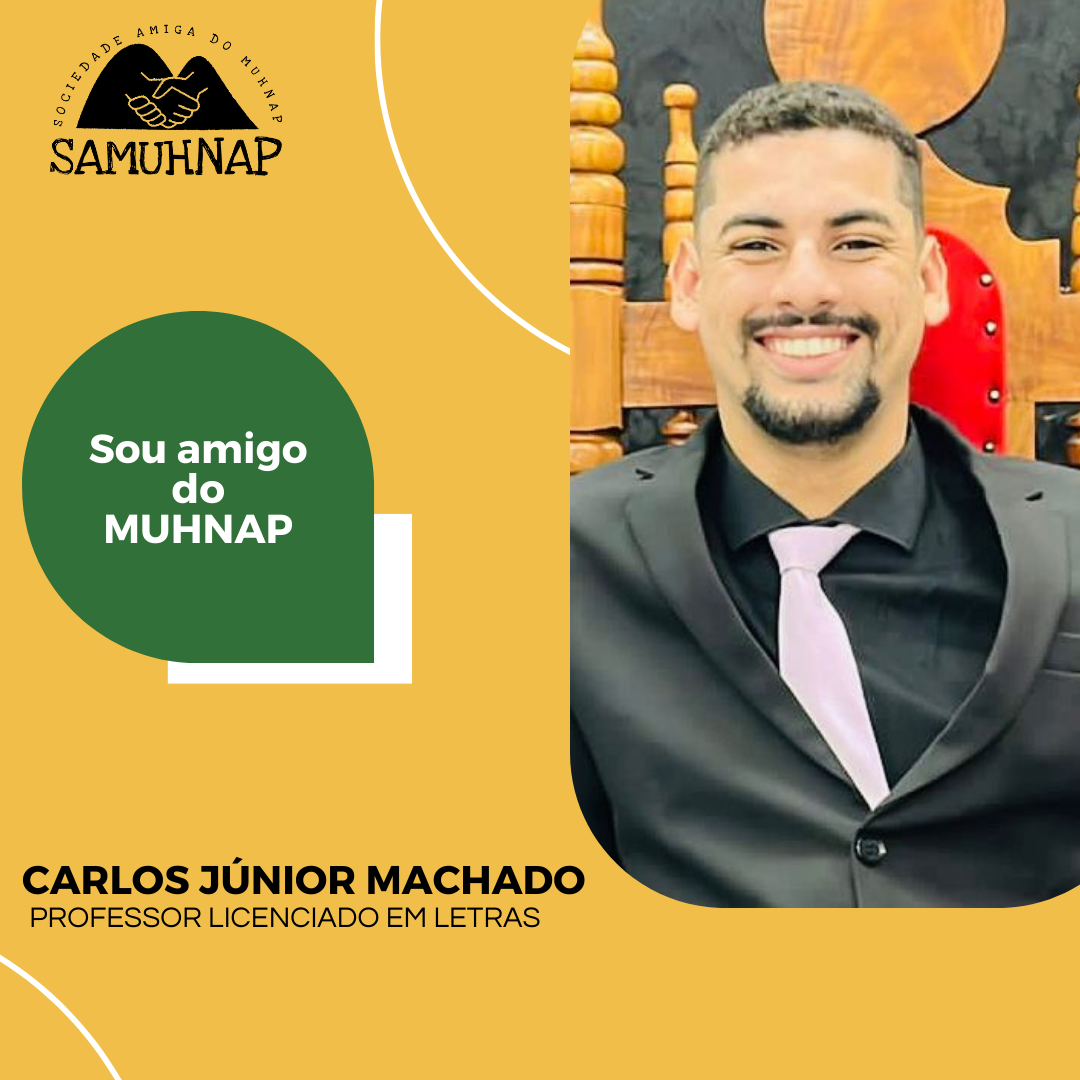 SOCIEDADE AMIGA DO MUHNAP
SAMUHNAP
Sou amigo
do
MUHNAP
CARLOS JÚNIOR MACHADO
PROFESSOR LICENCIADO EM LETRAS